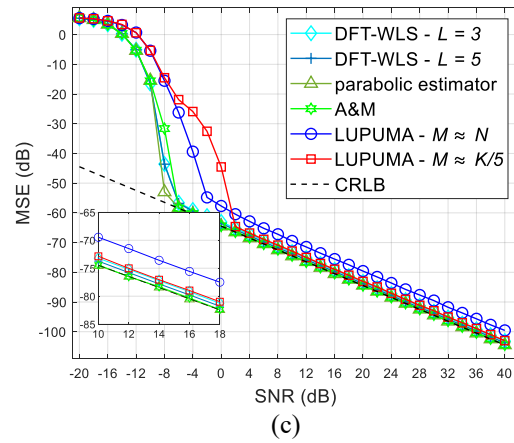 DFT-WLS - L = 3
DFT-WLS - L = 5
parabolic estimator
A&M
LUPUMA - M ≈ N
LUPUMA - M ≈ K/5
CRLB
MSE (dB)
0
-10
-20
-30
-40
-50
-60
-70
-80
-90
-100
-65
-70
-75
-80
-85
10 12 14 16 18
-20 -16 -12 -8 -4 0 4 8 12 16 20 24 28 32 36 40
SNR (dB)
(c)